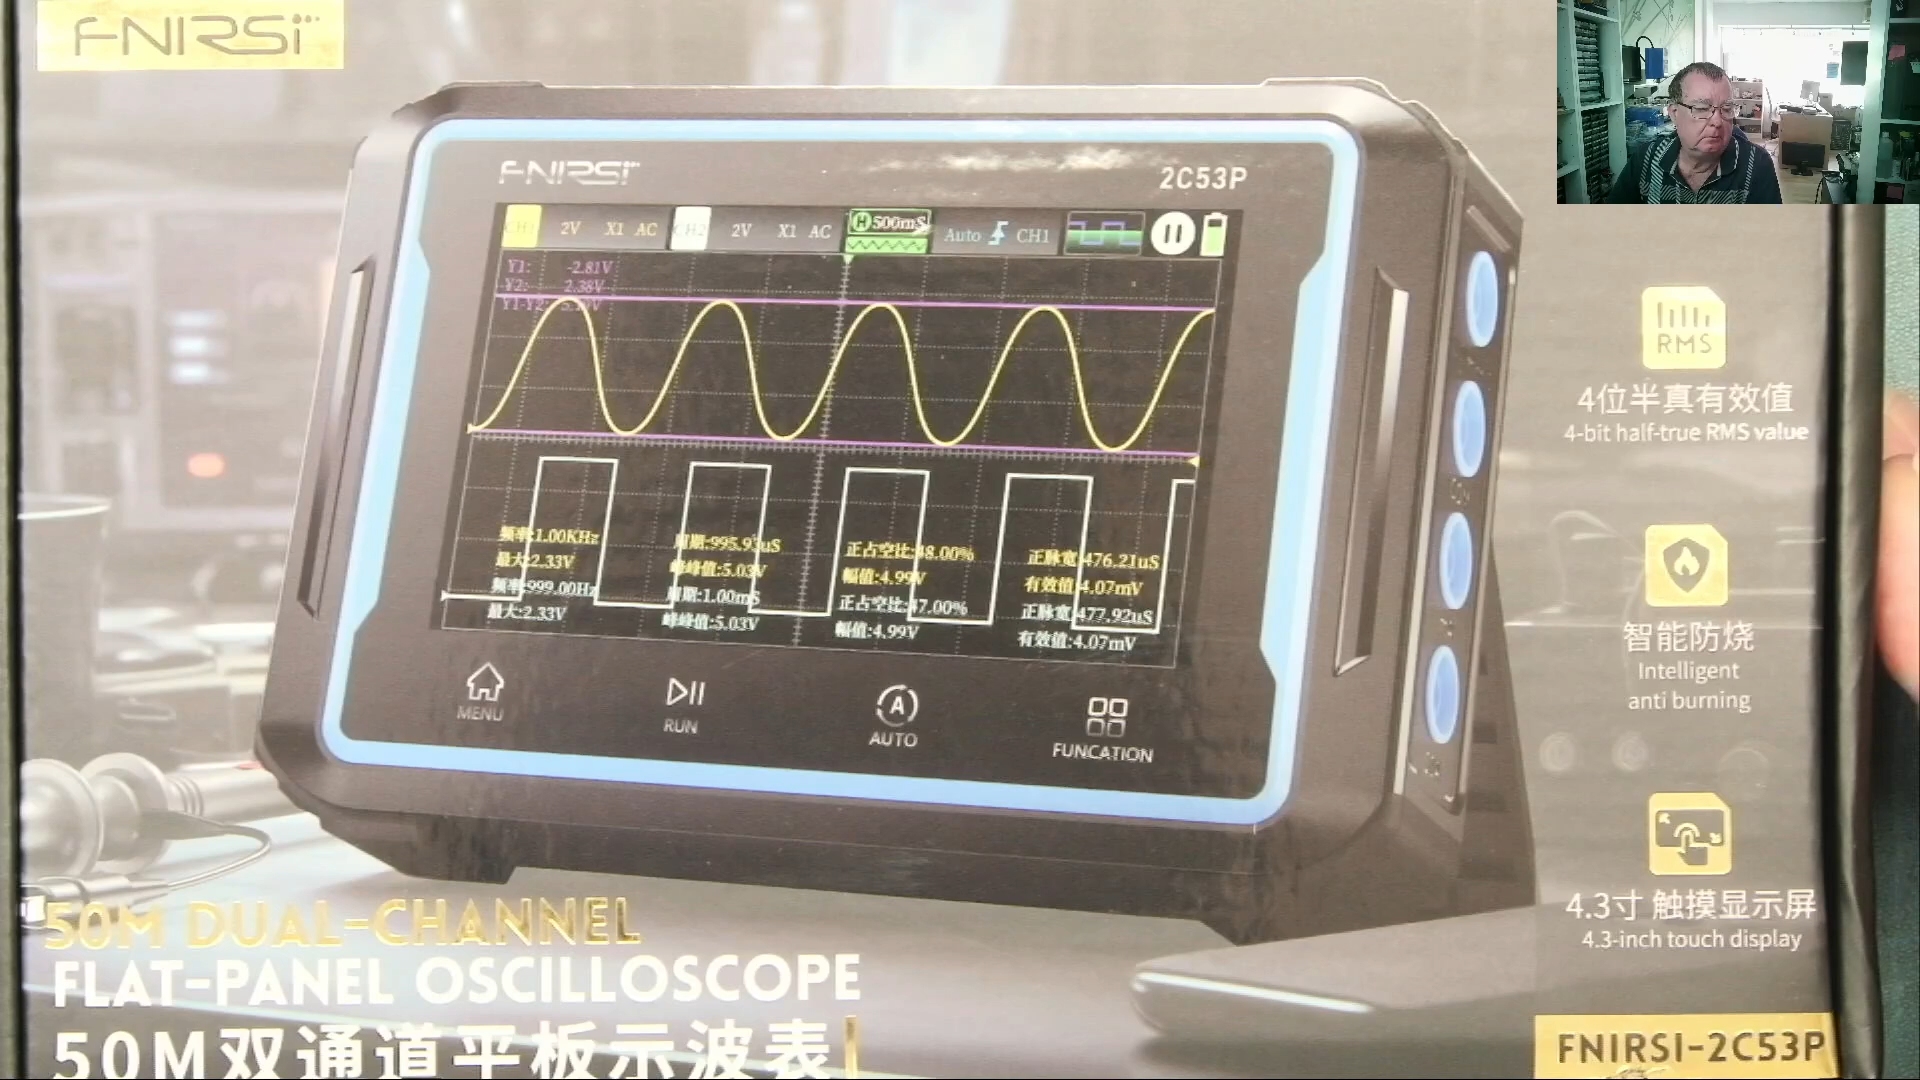 FNIRSI
FNIRSI
2C53P
CH1 2V X1 AC CH2 2V X1 AC H 500mS Auto CH1
Y1: -2.81V
Y2: 2.38V
频率:1.00KHz 周期:995.93uS 正占空比:48.00% 正脉宽:476.21uS
最大:2.33V 峰峰值:5.03V 幅值:4.99V 有效值:4.07mV
频率:999.00Hz 周期:1.00mS 正占空比:47.00% 正脉宽:477.92uS
最大:2.33V 峰峰值:5.03V 幅值:4.99V 有效值:4.07mV
MENU
RUN
AUTO
FUNCATION
RMS
4位半真有效值
4-bit half-true RMS value
智能防烧
Intelligent
anti burning
4.3寸 触摸显示屏
4.3-inch touch display
50M DUAL-CHANNEL
FLAT-PANEL OSCILLOSCOPE
50M双通道平板示波表
FNIRSI-2C53P